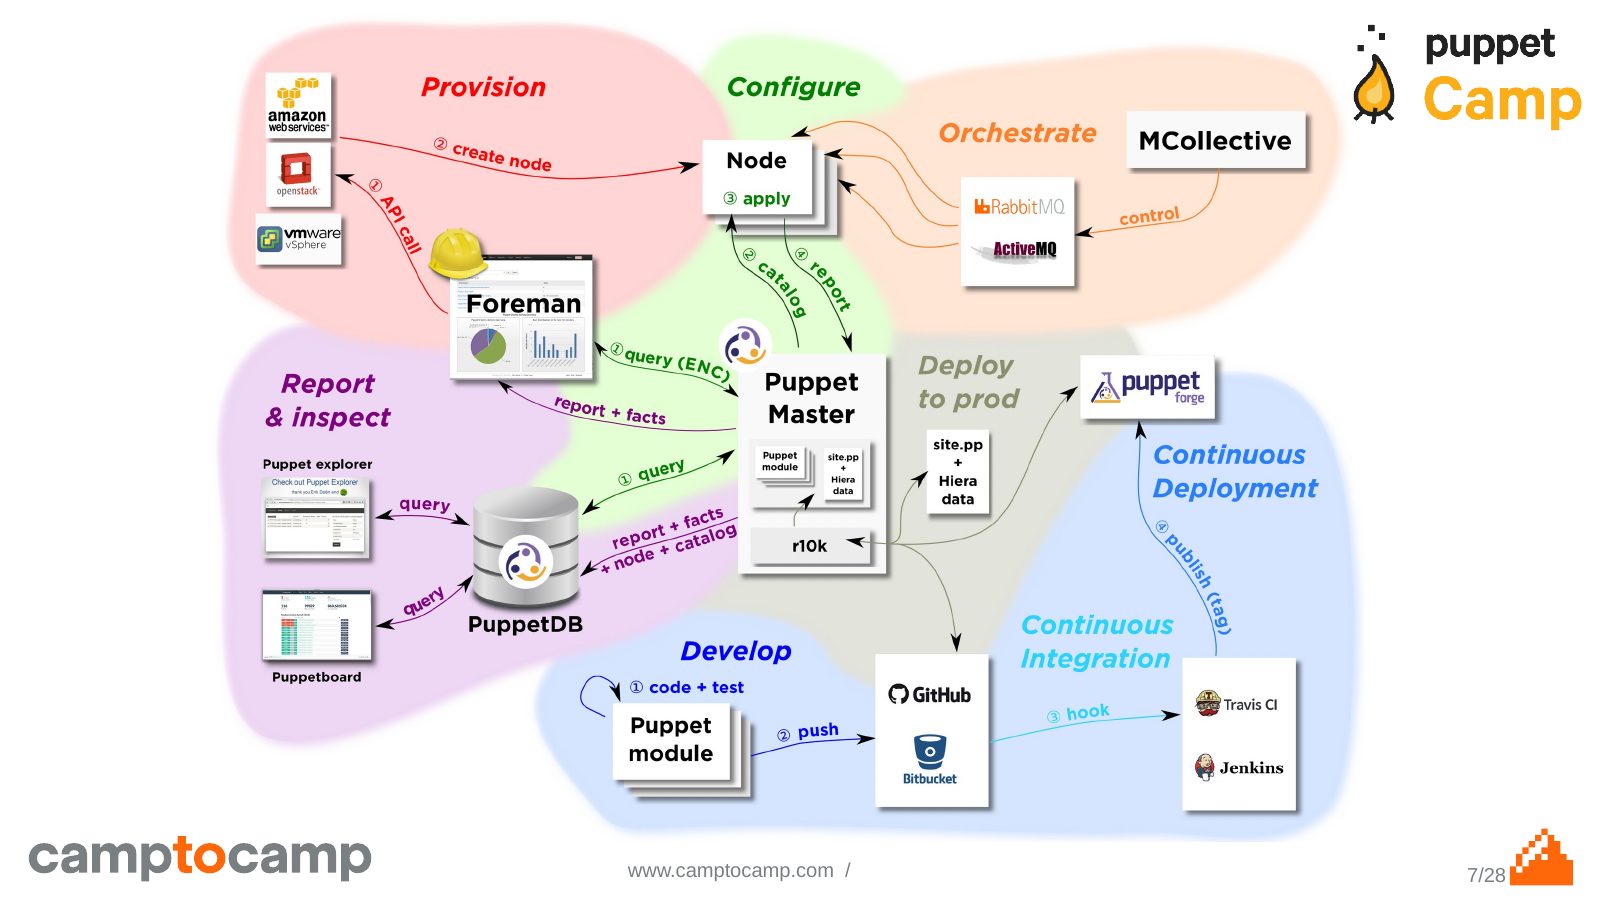 puppet
Camp
Provision
Configure
Orchestrate
amazon
webservices™
openstack™
vmware
vSphere
② create node
① API call
Foreman
Node
③ apply
MCollective
RabbitMQ
ActiveMQ
control
② catalog
④ report
① query (ENC)
report + facts
① query
report + facts
+ node + catalog
Report
& inspect
Puppet explorer
Check out Puppet Explorer
query
Puppetboard
query
PuppetDB
Puppet
Master
Puppet
module
site.pp
+
Hiera
data
r10k
Deploy
to prod
site.pp
+
Hiera
data
puppet
forge
Continuous
Deployment
④ publish (tag)
Continuous
Integration
Develop
① code + test
Puppet
module
② push
GitHub
Bitbucket
③ hook
Travis CI
Jenkins
camptocamp
www.camptocamp.com /
7/28